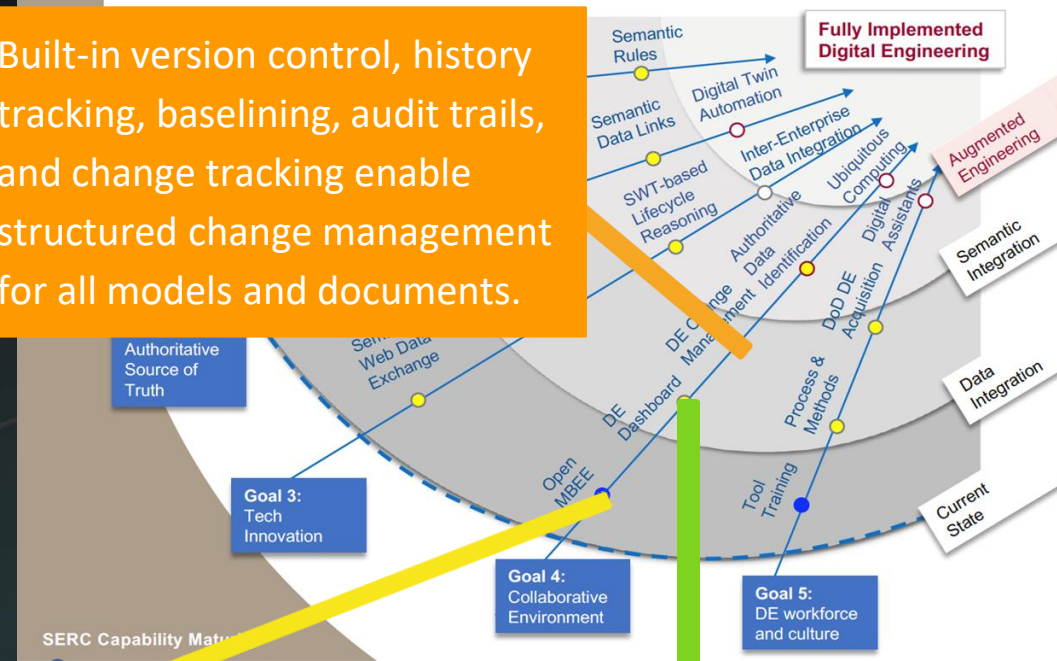 Built-in version control, history
tracking, baselining, audit trails,
and change tracking enable
structured change management
for all models and documents.
Semantic
Rules
Fully Implemented
Digital Engineering
Digital Twin
Automation
Semantic
Data Links
Inter-Enterprise
Data Integration
Ubiquitous
Computing
Augmented
Engineering
SWT-based
Lifecycle
Reasoning
Authoritative
Data
Identification
Digital
Assistants
Semantic
Integration
DE
Management
DoD DE
Acquisition
Authoritative
Source of
Truth
Web Data
Exchange
DE
Dashboard
Process &
Methods
Data
Integration
Open
MBEE
Tool
Training
Current
State
Goal 3:
Tech
Innovation
Goal 4:
Collaborative
Environment
Goal 5:
DE workforce
and culture
SERC Capability